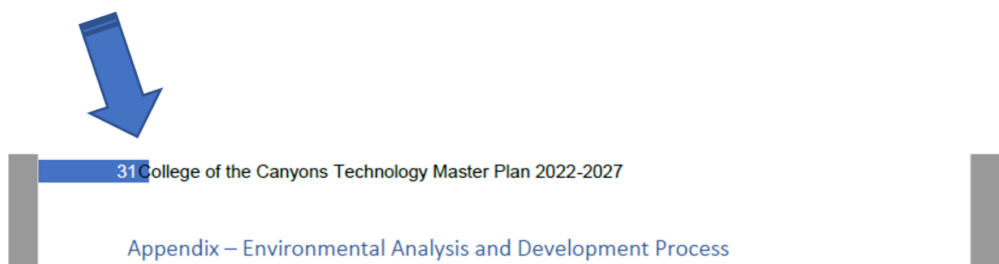 31College of the Canyons Technology Master Plan 2022-2027
Appendix – Environmental Analysis and Development Process